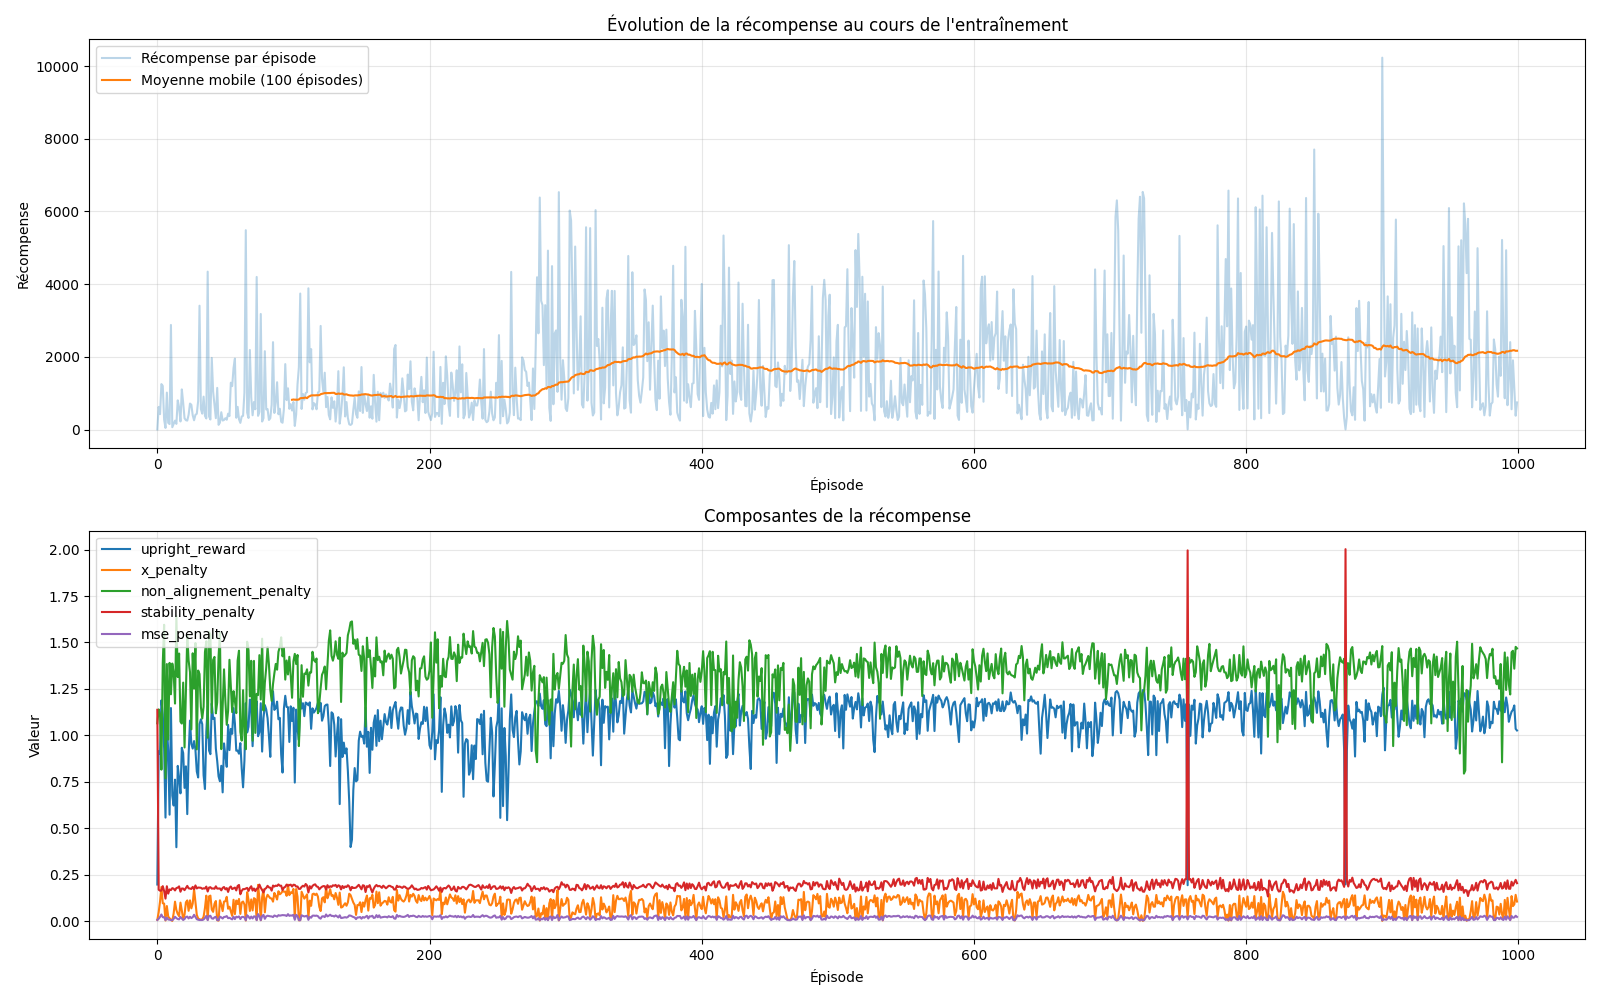 Évolution de la récompense au cours de l'entraînement
Récompense par épisode
Moyenne mobile (100 épisodes)
10000
8000
6000
4000
2000
0
Récompense
0 200 400 600 800 1000
Épisode
Composantes de la récompense
upright_reward
x_penalty
non_alignement_penalty
stability_penalty
mse_penalty
2.00
1.75
1.50
1.25
1.00
0.75
0.50
0.25
0.00
Valeur
0 200 400 600 800 1000
Épisode